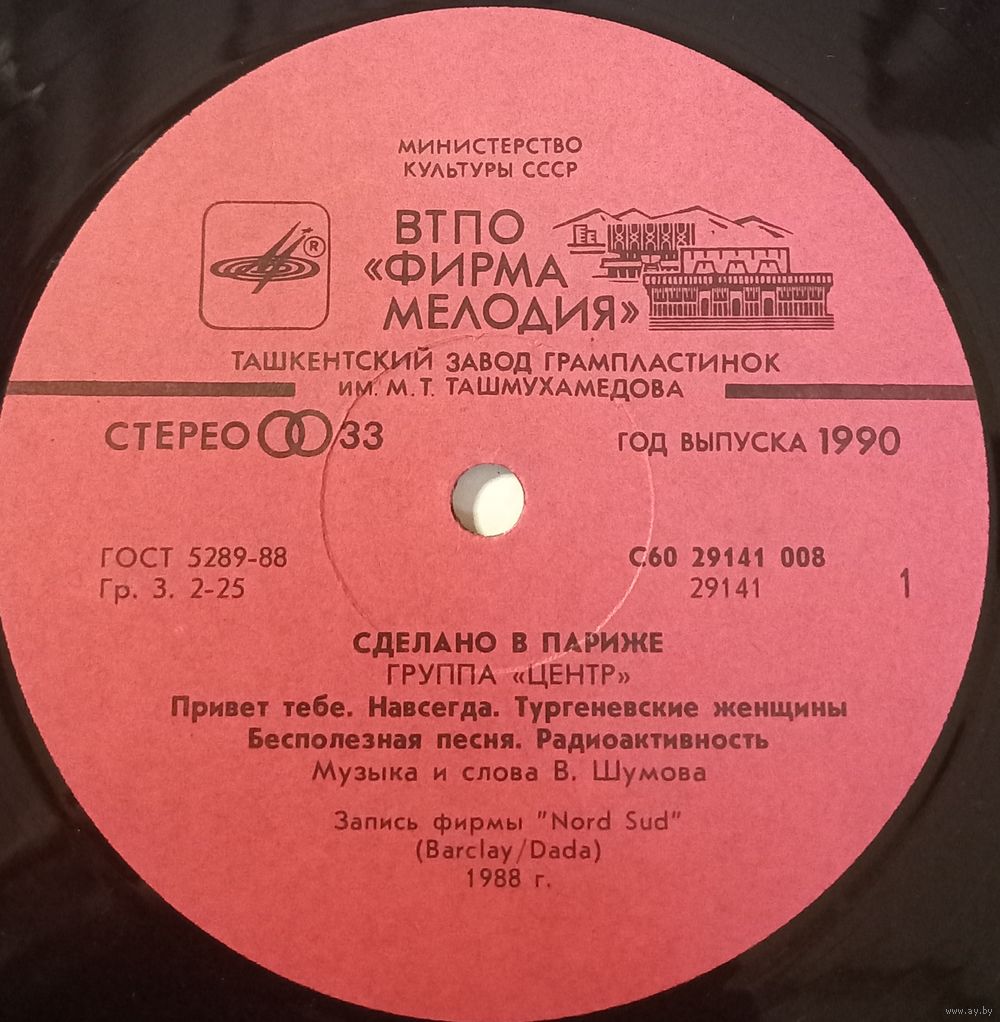 МИНИСТЕРСТВО
КУЛЬТУРЫ СССР
®
ВТПО
«ФИРМА
МЕЛОДИЯ»
ТАШКЕНТСКИЙ ЗАВОД ГРАМПЛАСТИНОК
ИМ. М. Т. ТАШМУХАМЕДОВА
СТЕРЕО 33
ГОД ВЫПУСКА 1990
ГОСТ 5289-88
Гр. 3. 2-25
С60 29141 008
29141
1
СДЕЛАНО В ПАРИЖЕ
ГРУППА «ЦЕНТР»
Привет тебе. Навсегда. Тургеневские женщины
Бесполезная песня. Радиоактивность
Музыка и слова В. Шумова
Запись фирмы "Nord Sud"
(Barclay/Dada)
1988 г.
www.ay.by